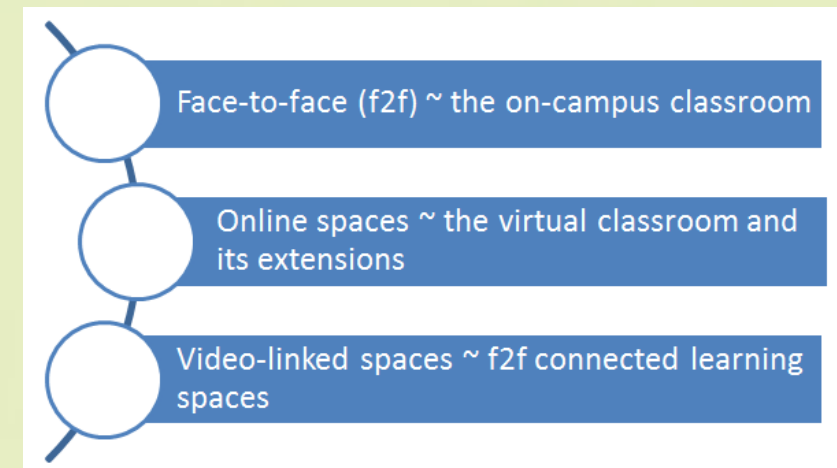 Face-to-face (f2f) ~ the on-campus classroom
Online spaces ~ the virtual classroom and
its extensions
Video-linked spaces ~ f2f connected learning
spaces